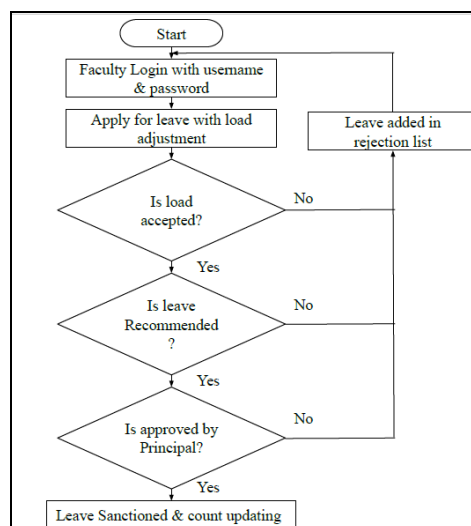 Start
Faculty Login with username
& password
Apply for leave with load
adjustment
Leave added in
rejection list
Is load
accepted?
No
Yes
Is leave
Recommended
?
No
Yes
Is approved by
Principal?
No
Yes
Leave Sanctioned & count updating